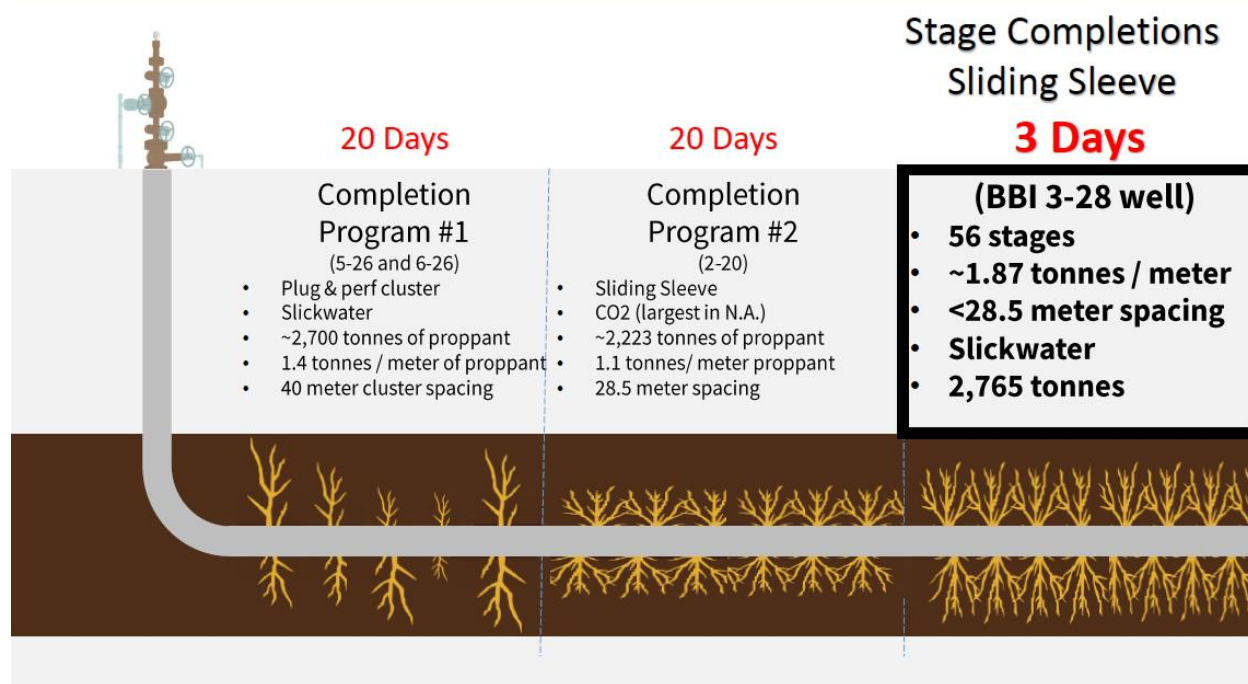 Stage Completions
Sliding Sleeve
20 Days
20 Days
3 Days
Completion
Program #1
(5-26 and 6-26)
• Plug & perf cluster
• Slickwater
• ~2,700 tonnes of proppant
• 1.4 tonnes / meter of proppant
• 40 meter cluster spacing
Completion
Program #2
(2-20)
• Sliding Sleeve
• CO2 (largest in N.A.)
• ~2,223 tonnes of proppant
• 1.1 tonnes/ meter proppant
• 28.5 meter spacing
(BBI 3-28 well)
• 56 stages
• ~1.87 tonnes / meter
• <28.5 meter spacing
• Slickwater
• 2,765 tonnes